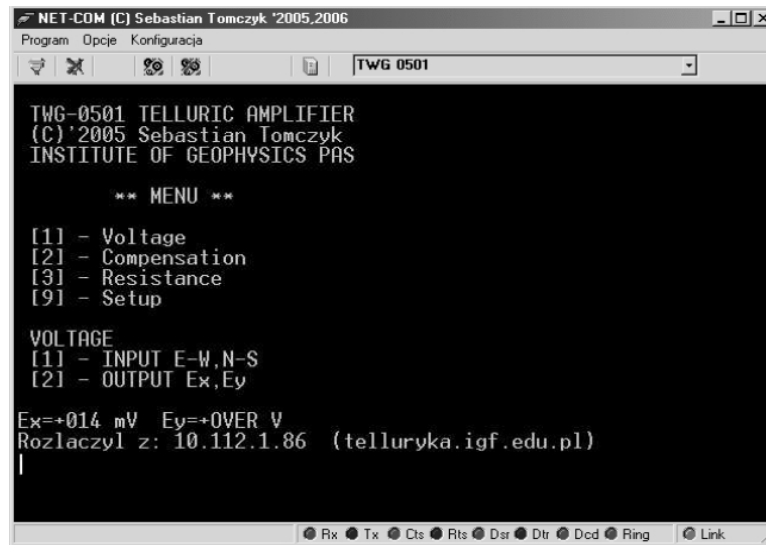 NET-COM (C) Sebastian Tomczyk '2005,2006
Program Opcje Konfiguracja
TWG 0501
TWG-0501 TELLURIC AMPLIFIER
(C)'2005 Sebastian Tomczyk
INSTITUTE OF GEOPHYSICS PAS
** MENU **
[1] - Voltage
[2] - Compensation
[3] - Resistance
[9] - Setup
VOLTAGE
[1] - INPUT E-W,N-S
[2] - OUTPUT Ex,Ey
Ex=+014 mV Ey=+OVER V
Rozlaczyl z: 10.112.1.86 (telluryka.igf.edu.pl)
Rx Tx Cts Rts Dsr Dtr Dcd Ring Link